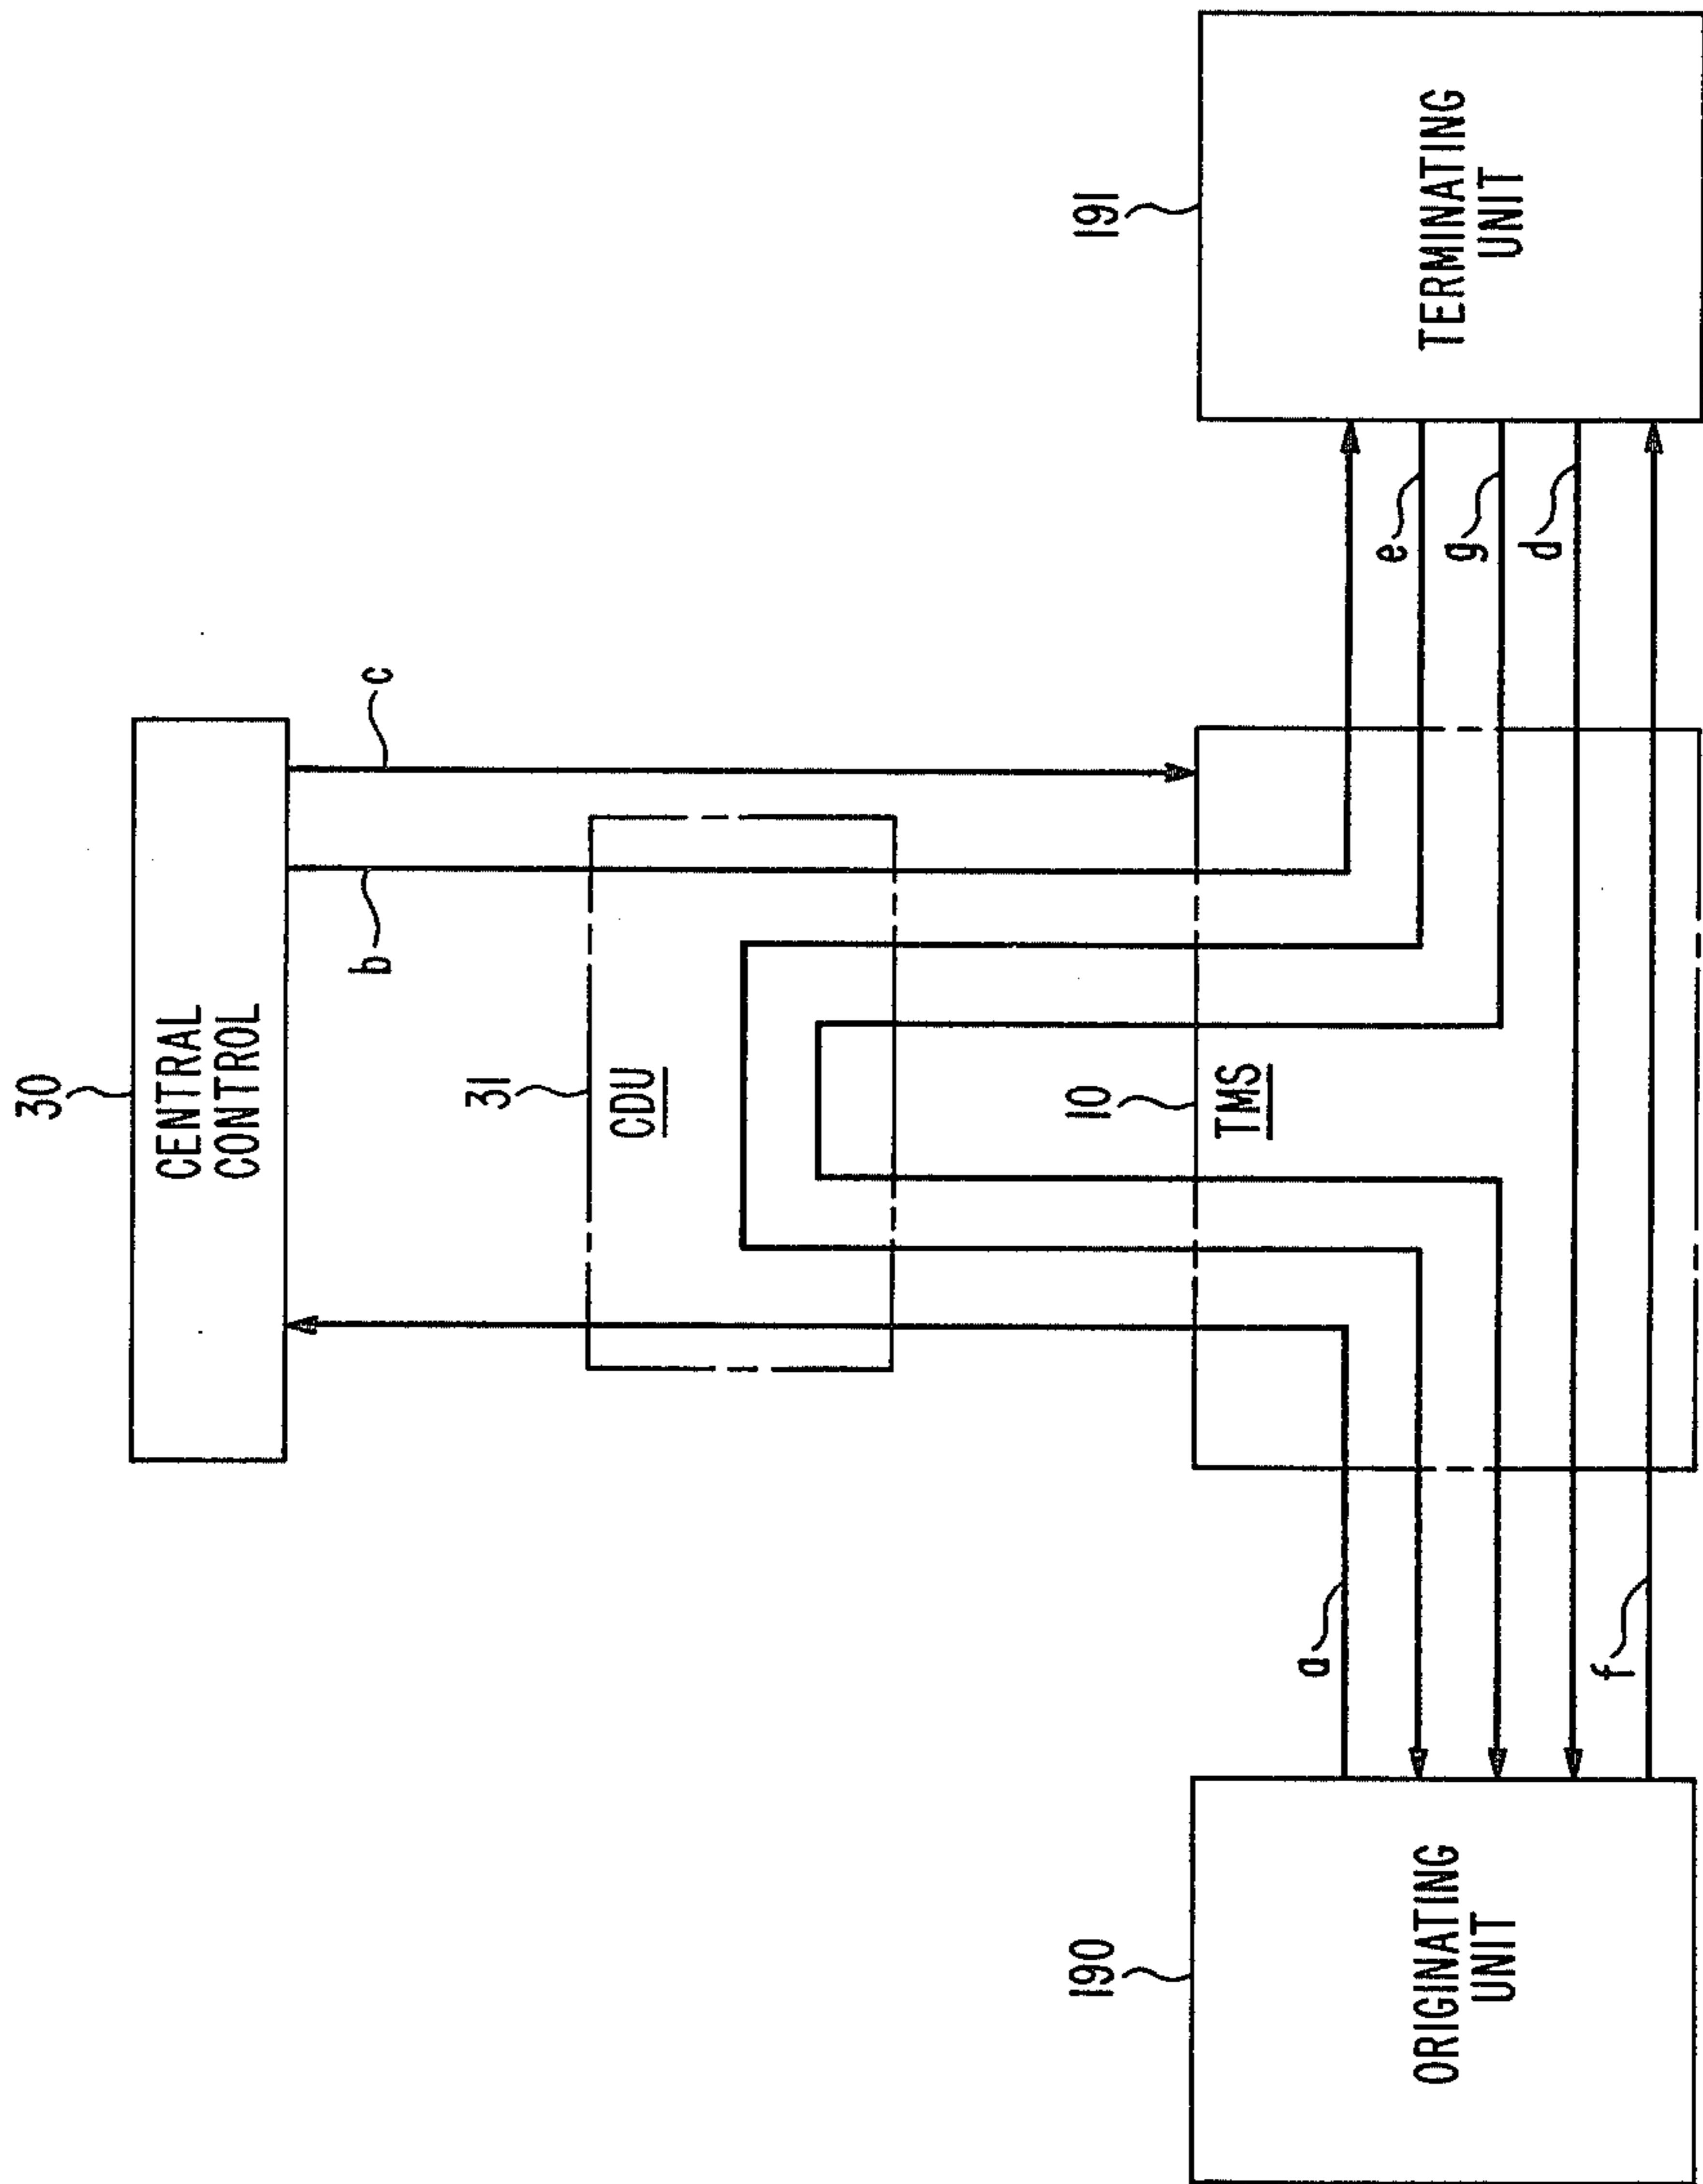 30
CENTRAL
CONTROL
c
b
31
CDU
10
TMS
190
ORIGINATING
UNIT
191
TERMINATING
UNIT
a
e
g
d
f